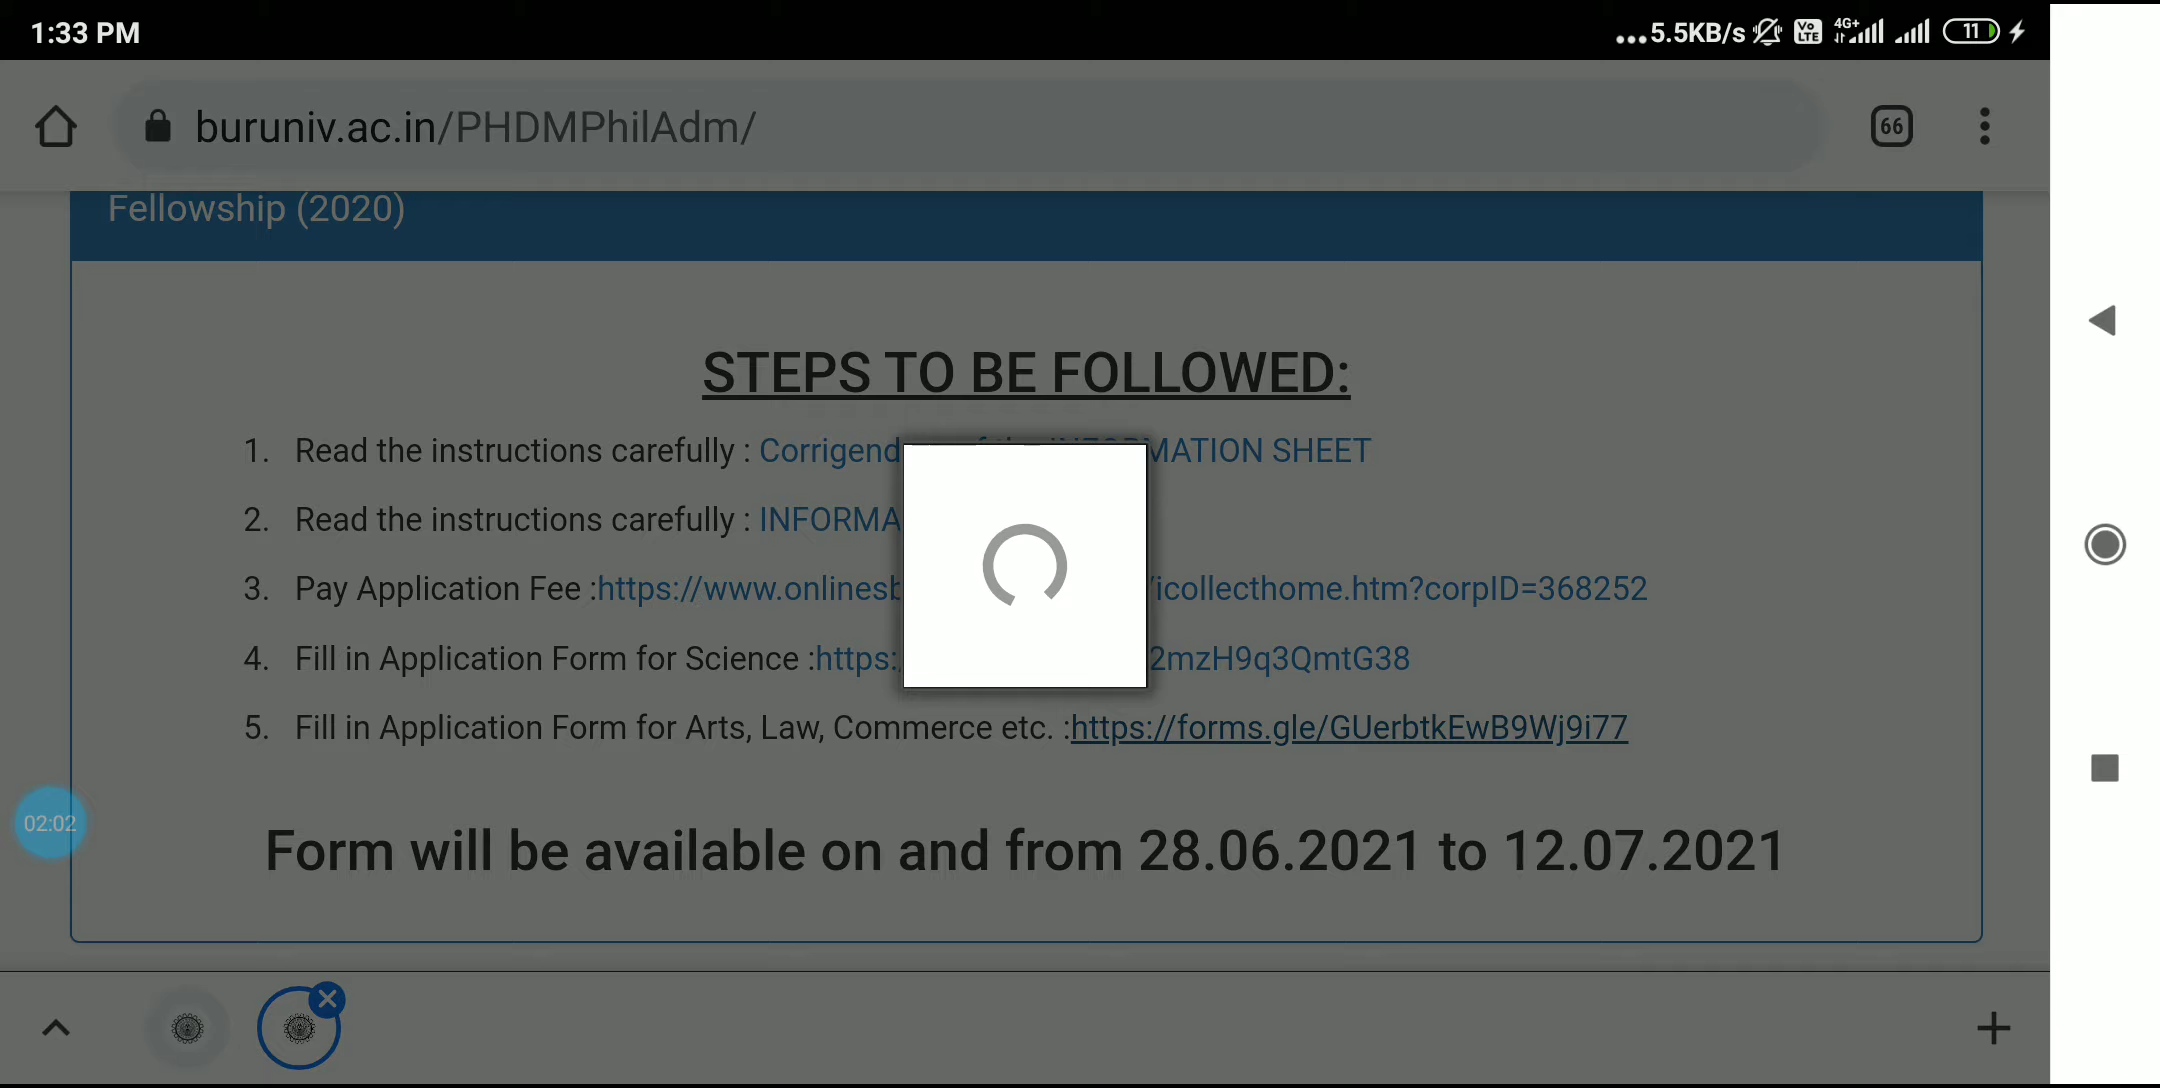 1:33 PM
...5.5KB/s Vo LTE 4G+ 11
buruniv.ac.in/PHDMPhilAdm/ 66
Fellowship (2020)
STEPS TO BE FOLLOWED:
1. Read the instructions carefully : SHEET
2. Read the instructions carefully :
3. Pay Application Fee :https://www.onlines /icollecthome.htm?corpID=368252
4. Fill in Application Form for Science :https: 2mzH9q3QmtG38
5. Fill in Application Form for Arts, Law, Commerce etc. :https://forms.gle/GUerbtkEwB9Wj9i77
02:02
Form will be available on and from 28.06.2021 to 12.07.2021